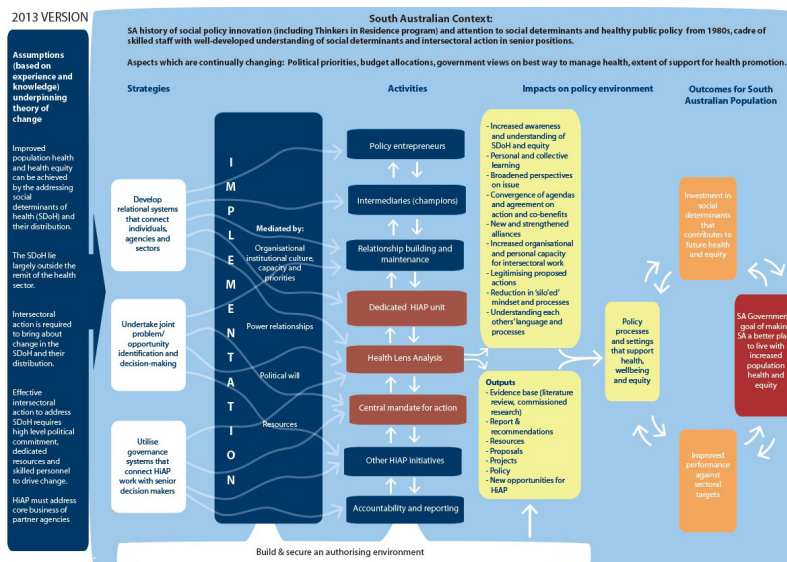 2013 VERSION
Assumptions
(based on
experience and
knowledge)
underpinning
theory of
change
Improved
population health
and health equity
can be achieved
by the addressing
social
determinants of
health (SDoH) and
their distribution.
The SDoH lie
largely outside the
remit of the health
sector.
Intersectoral
action is required
to bring about
change in the
SDoH and their
distribution.
Effective
intersectoral
action to address
SDoH requires
high level political
commitment,
dedicated
resources and
skilled personnel
to drive change.
HiAP must address
core business of
partner agencies
South Australian Context:
SA history of social policy innovation (including Thinkers in Residence program) and attention to social determinants and healthy public policy from 1980s, cadre of
skilled staff with well-developed understanding of social determinants and intersectoral action in senior positions.
Aspects which are continually changing: Political priorities, budget allocations, government views on best way to manage health, extent of support for health promotion.
Strategies
Develop
relational systems
that connect
individuals,
agencies and
sectors
Undertake joint
problem/
opportunity
identification and
decision-making
Utilise
governance
systems that
connect HiAP
work with senior
decision makers
IMPLEMENTATION
Mediated by:
Organisational
institutional culture,
capacity and
priorities
Power relationships
Political will
Resources
Activities
Policy entrepreneurs
Intermediaries (champions)
Relationship building and
maintenance
Dedicated HiAP unit
Health Lens Analysis
Central mandate for action
Other HiAP initiatives
Accountability and reporting
Build & secure an authorising environment
Impacts on policy environment
- Increased awareness
and understanding of
SDoH and equity
- Personal and collective
learning
- Broadened perspectives
on issue
- Convergence of agendas
and agreement on
action and co-benefits
- New and strengthened
alliances
- Increased organisational
and personal capacity
for intersectoral work
- Legitimising proposed
actions
- Reduction in 'silo'ed'
mindset and processes
- Understanding each
others' language and
processes
Outputs
- Evidence base (literature
review, commissioned
research)
- Report &
recommendations
- Resources
- Proposals
- Projects
- Policy
- New opportunities for
HiAP
Policy
processes
and settings
that support
health,
wellbeing
and equity
Outcomes for South
Australian Population
Investment in
social
determinants
that
contributes to
future health
and equity
Improved
performance
against
sectoral
targets
SA Government
goal of making
SA a better place
to live with
increased
population
health and
equity